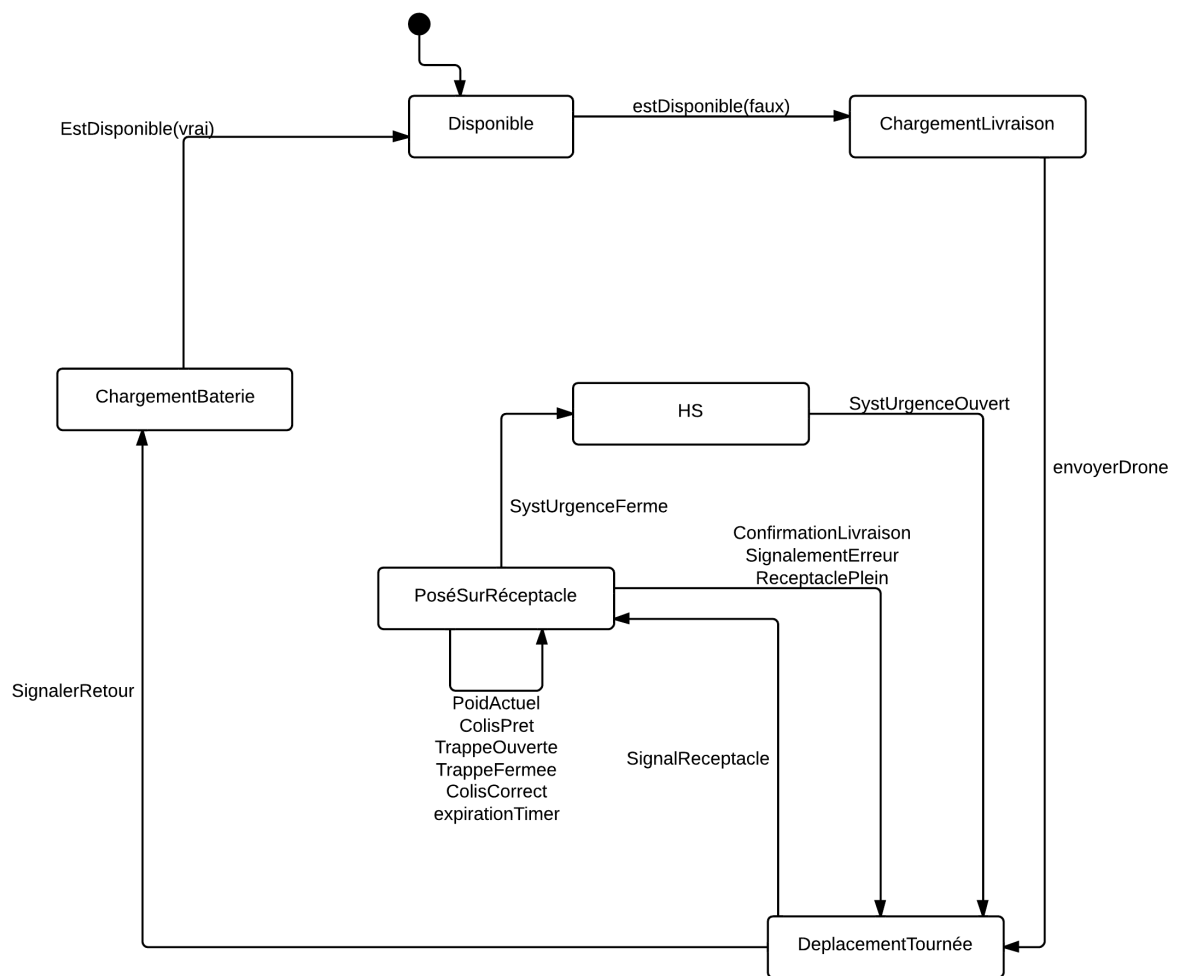 estDisponible(faux)
Disponible
ChargementLivraison
EstDisponible(vrai)
ChargementBaterie
HS
SystUrgenceOuvert
envoyerDrone
SystUrgenceFerme
ConfirmationLivraison
SignalementErreur
ReceptaclePlein
PoséSurRéceptacle
SignalerRetour
PoidActuel
ColisPret
TrappeOuverte
TrappeFermee
ColisCorrect
expirationTimer
SignalReceptacle
DeplacementTournée